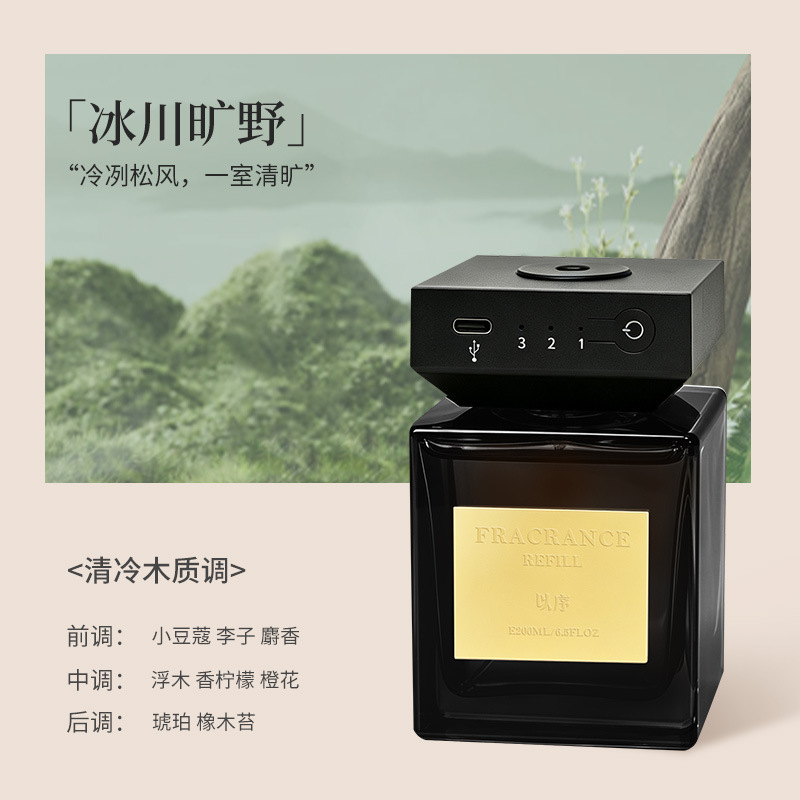 「冰川旷野」
“冷冽松风，一室清旷”
3 2 1
FRAGRANCE
REFILL
以序
E200ML/6.5FLOZ
<清冷木质调>
前调： 小豆蔻 李子 麝香
中调： 浮木 香柠檬 橙花
后调： 琥珀 橡木苔